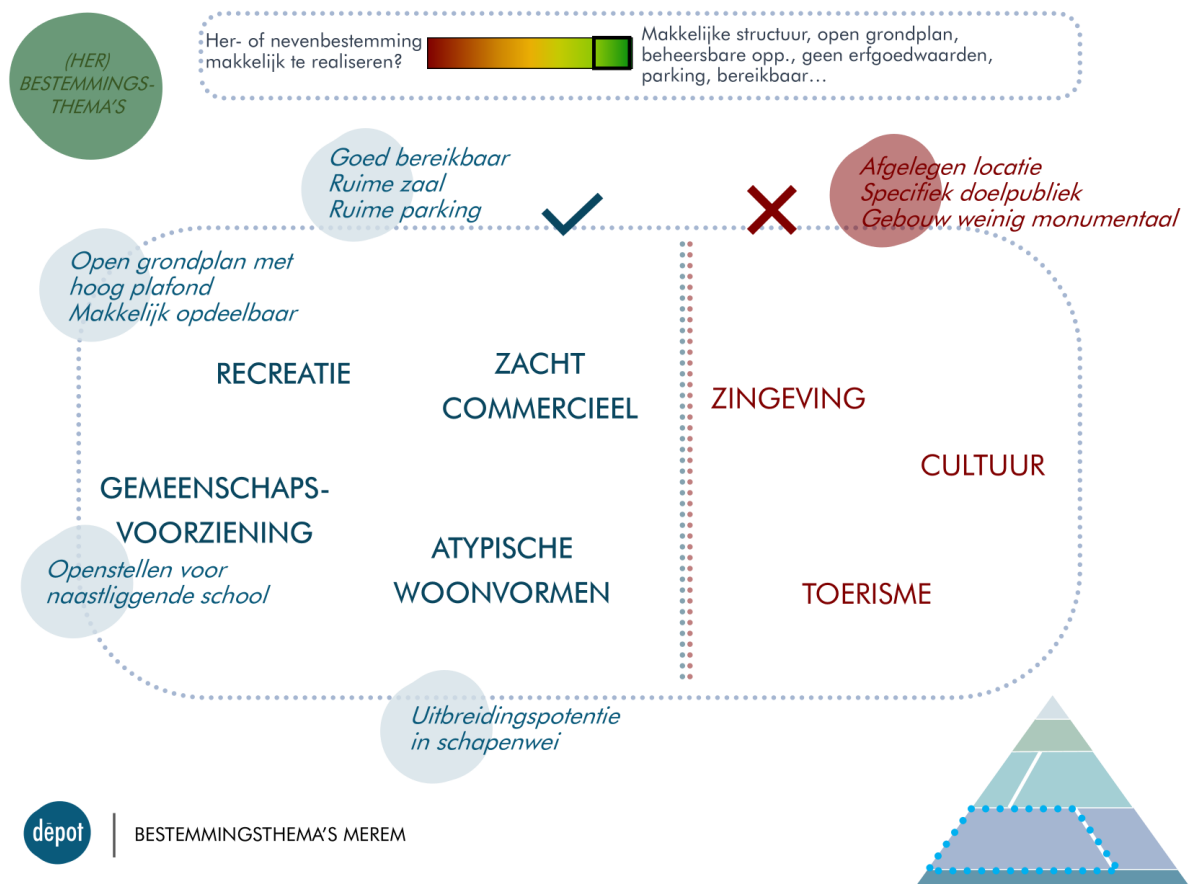 (HER)
BESTEMMINGS-
THEMA'S
Her- of nevenbestemming
makkelijk te realiseren?
Makkelijke structuur, open grondplan,
beheersbare opp., geen erfgoedwaarden,
parking, bereikbaar...
Goed bereikbaar
Ruime zaal
Ruime parking
Afgelegen locatie
Specifiek doelpubliek
Gebouw weinig monumentaal
Open grondplan met
hoog plafond
Makkelijk opdeelbaar
RECREATIE
ZACHT
COMMERCIEEL
ZINGEVING
CULTUUR
GEMEENSCHAPS-
VOORZIENING
ATYPISCHE
WOONVORMEN
TOERISME
Openstellen voor
naastliggende school
Uitbreidingspotentie
in schapenwei
dēpot
BESTEMMINGSTHEMA'S MEREM